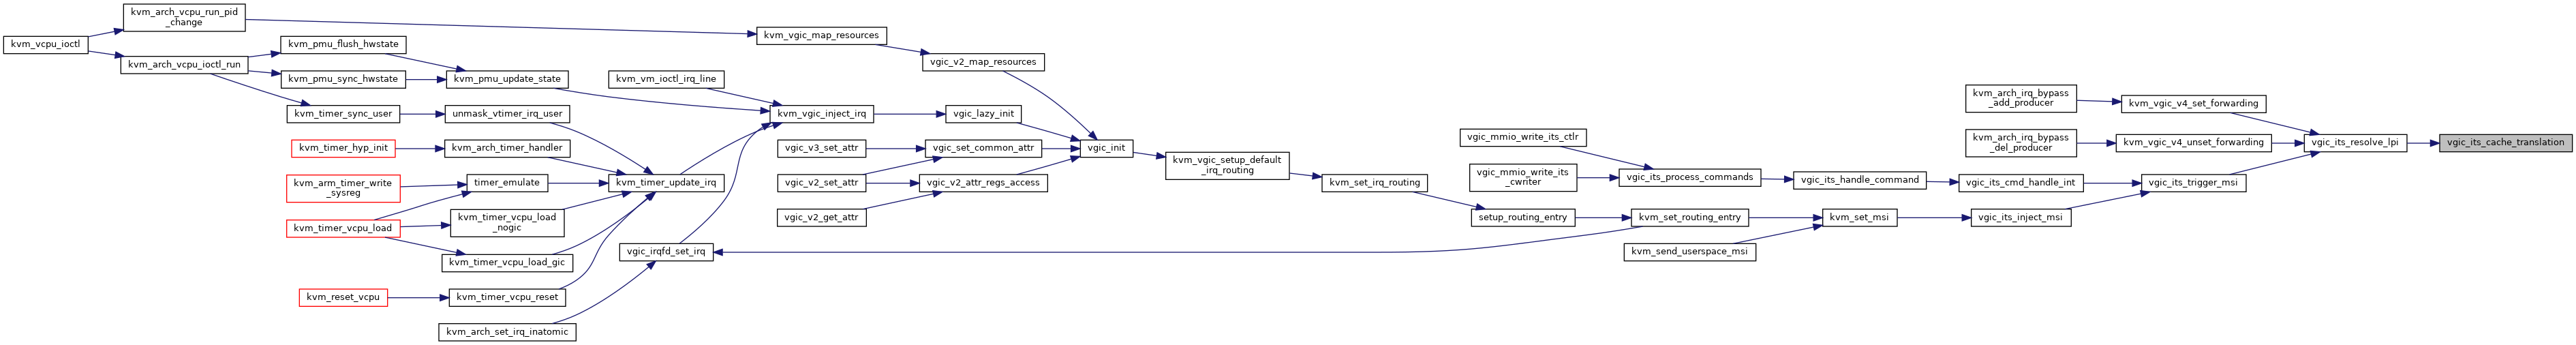 kvm_arch_vcpu_run_pid
_change
kvm_vcpu_ioctl
kvm_arch_vcpu_ioctl_run
kvm_pmu_flush_hwstate
kvm_pmu_sync_hwstate
kvm_timer_sync_user
kvm_timer_hyp_init
kvm_arm_timer_write
_sysreg
kvm_timer_vcpu_load
kvm_reset_vcpu
kvm_pmu_update_state
unmask_vtimer_irq_user
kvm_arch_timer_handler
timer_emulate
kvm_timer_vcpu_load
_nogic
kvm_timer_vcpu_load_gic
kvm_timer_vcpu_reset
kvm_arch_set_irq_inatomic
kvm_vm_ioctl_irq_line
kvm_timer_update_irq
vgic_irqfd_set_irq
kvm_vgic_map_resources
kvm_vgic_inject_irq
vgic_v3_set_attr
vgic_v2_set_attr
vgic_v2_get_attr
vgic_v2_map_resources
vgic_lazy_init
vgic_set_common_attr
vgic_v2_attr_regs_access
vgic_init
kvm_vgic_setup_default
_irq_routing
kvm_set_irq_routing
vgic_mmio_write_its_ctlr
vgic_mmio_write_its
_cwriter
setup_routing_entry
vgic_its_process_commands
kvm_set_routing_entry
kvm_send_userspace_msi
vgic_its_handle_command
kvm_set_msi
kvm_arch_irq_bypass
_add_producer
kvm_arch_irq_bypass
_del_producer
vgic_its_cmd_handle_int
vgic_its_inject_msi
kvm_vgic_v4_set_forwarding
kvm_vgic_v4_unset_forwarding
vgic_its_trigger_msi
vgic_its_resolve_lpi
vgic_its_cache_translation